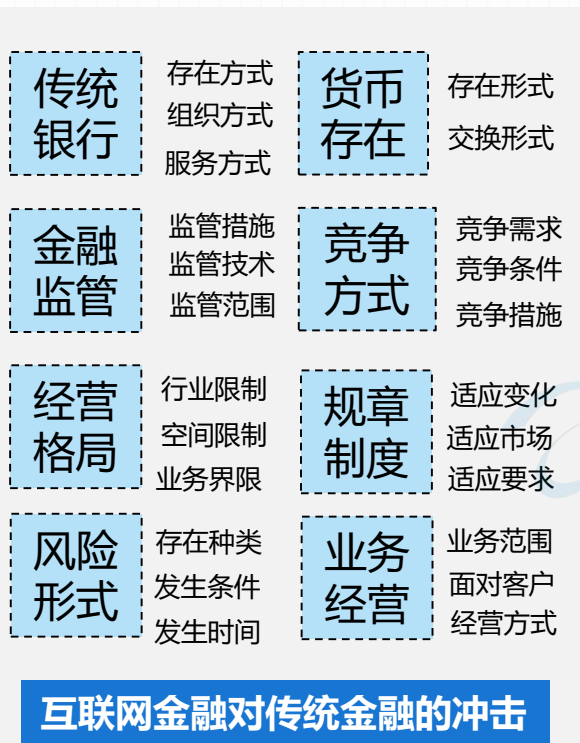 传统
银行
存在方式
组织方式
服务方式
货币
存在
存在形式
交换形式
金融
监管
监管措施
监管技术
监管范围
竞争
方式
竞争需求
竞争条件
竞争措施
经营
格局
行业限制
空间限制
业务界限
规章
制度
适应变化
适应市场
适应要求
风险
形式
存在种类
发生条件
发生时间
业务
经营
业务范围
面对客户
经营方式
互联网金融对传统金融的冲击